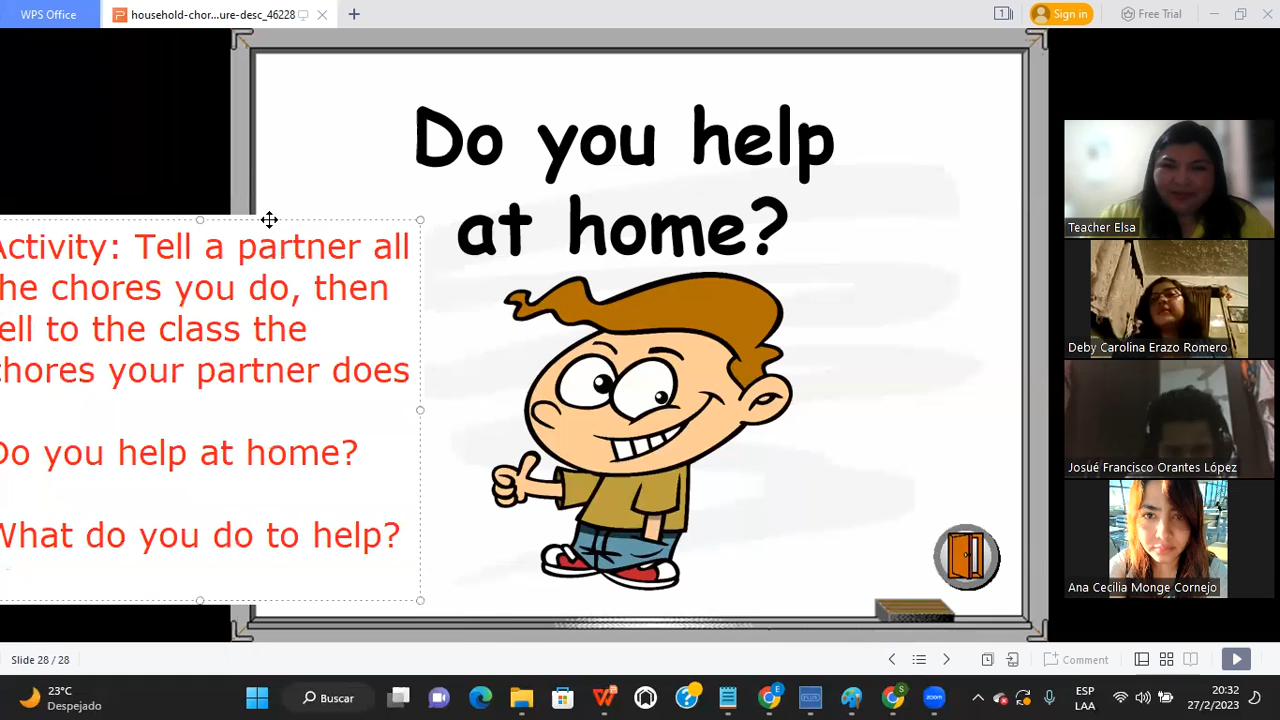 WPS Office
household-chor...ure-desc_46228
1
Sign in
Free Trial
Do you help
at home?
Activity: Tell a partner all
the chores you do, then
tell to the class the
chores your partner does
Do you help at home?
What do you do to help?
Teacher Elsa
Deby Carolina Erazo Romero
Josué Francisco Orantes López
Ana Cecilia Monge Cornejo
Slide 28 / 28
Comment
23°C
Despejado
Buscar
ESP
LAA
20:32
27/2/2023